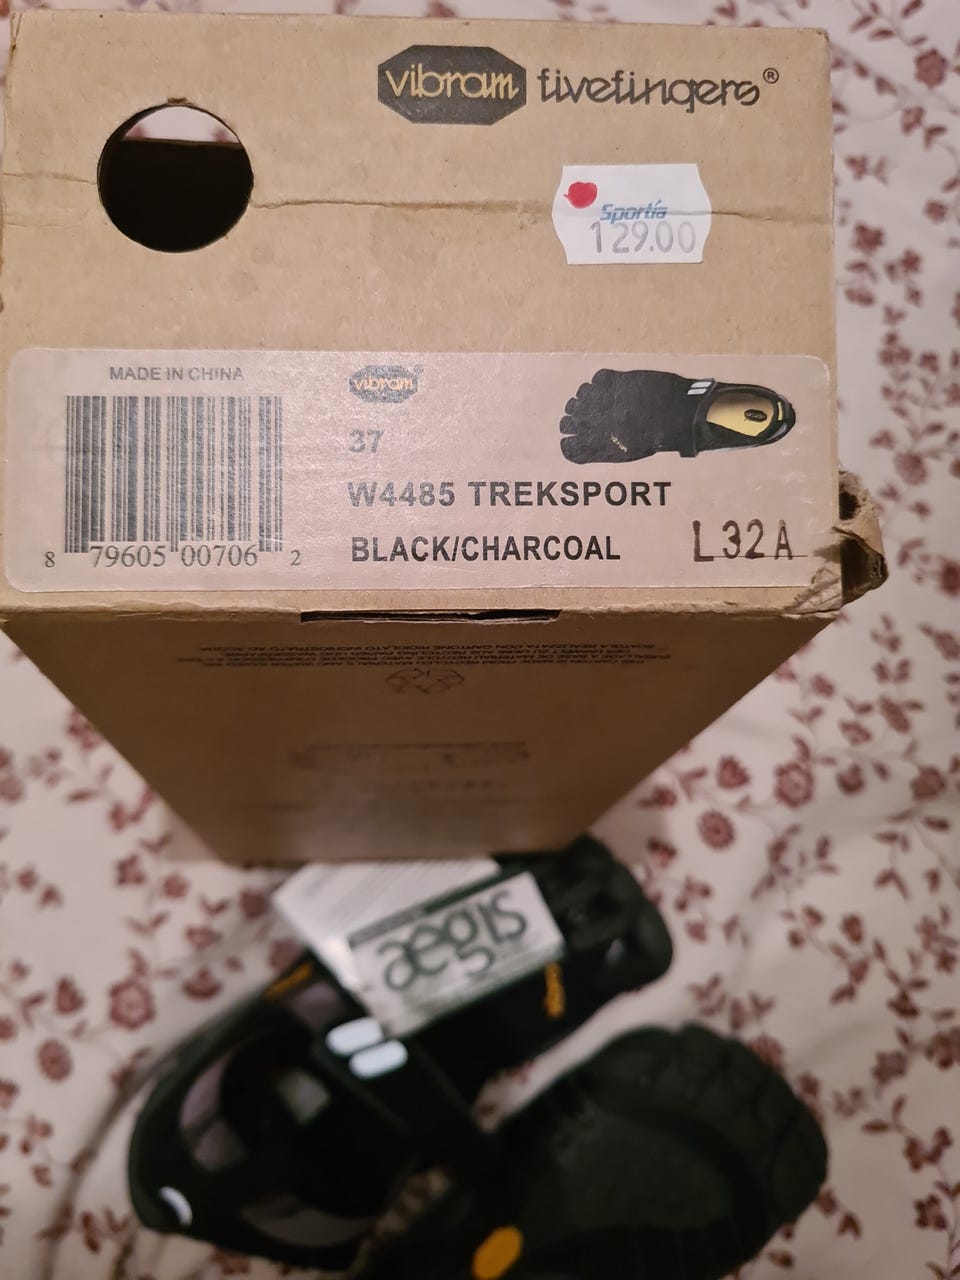 vibram fivefingers®
Sportia
129.00
MADE IN CHINA
vibram
37
W4485 TREKSPORT
BLACK/CHARCOAL
L32A
8 79605 00706 2
aegis